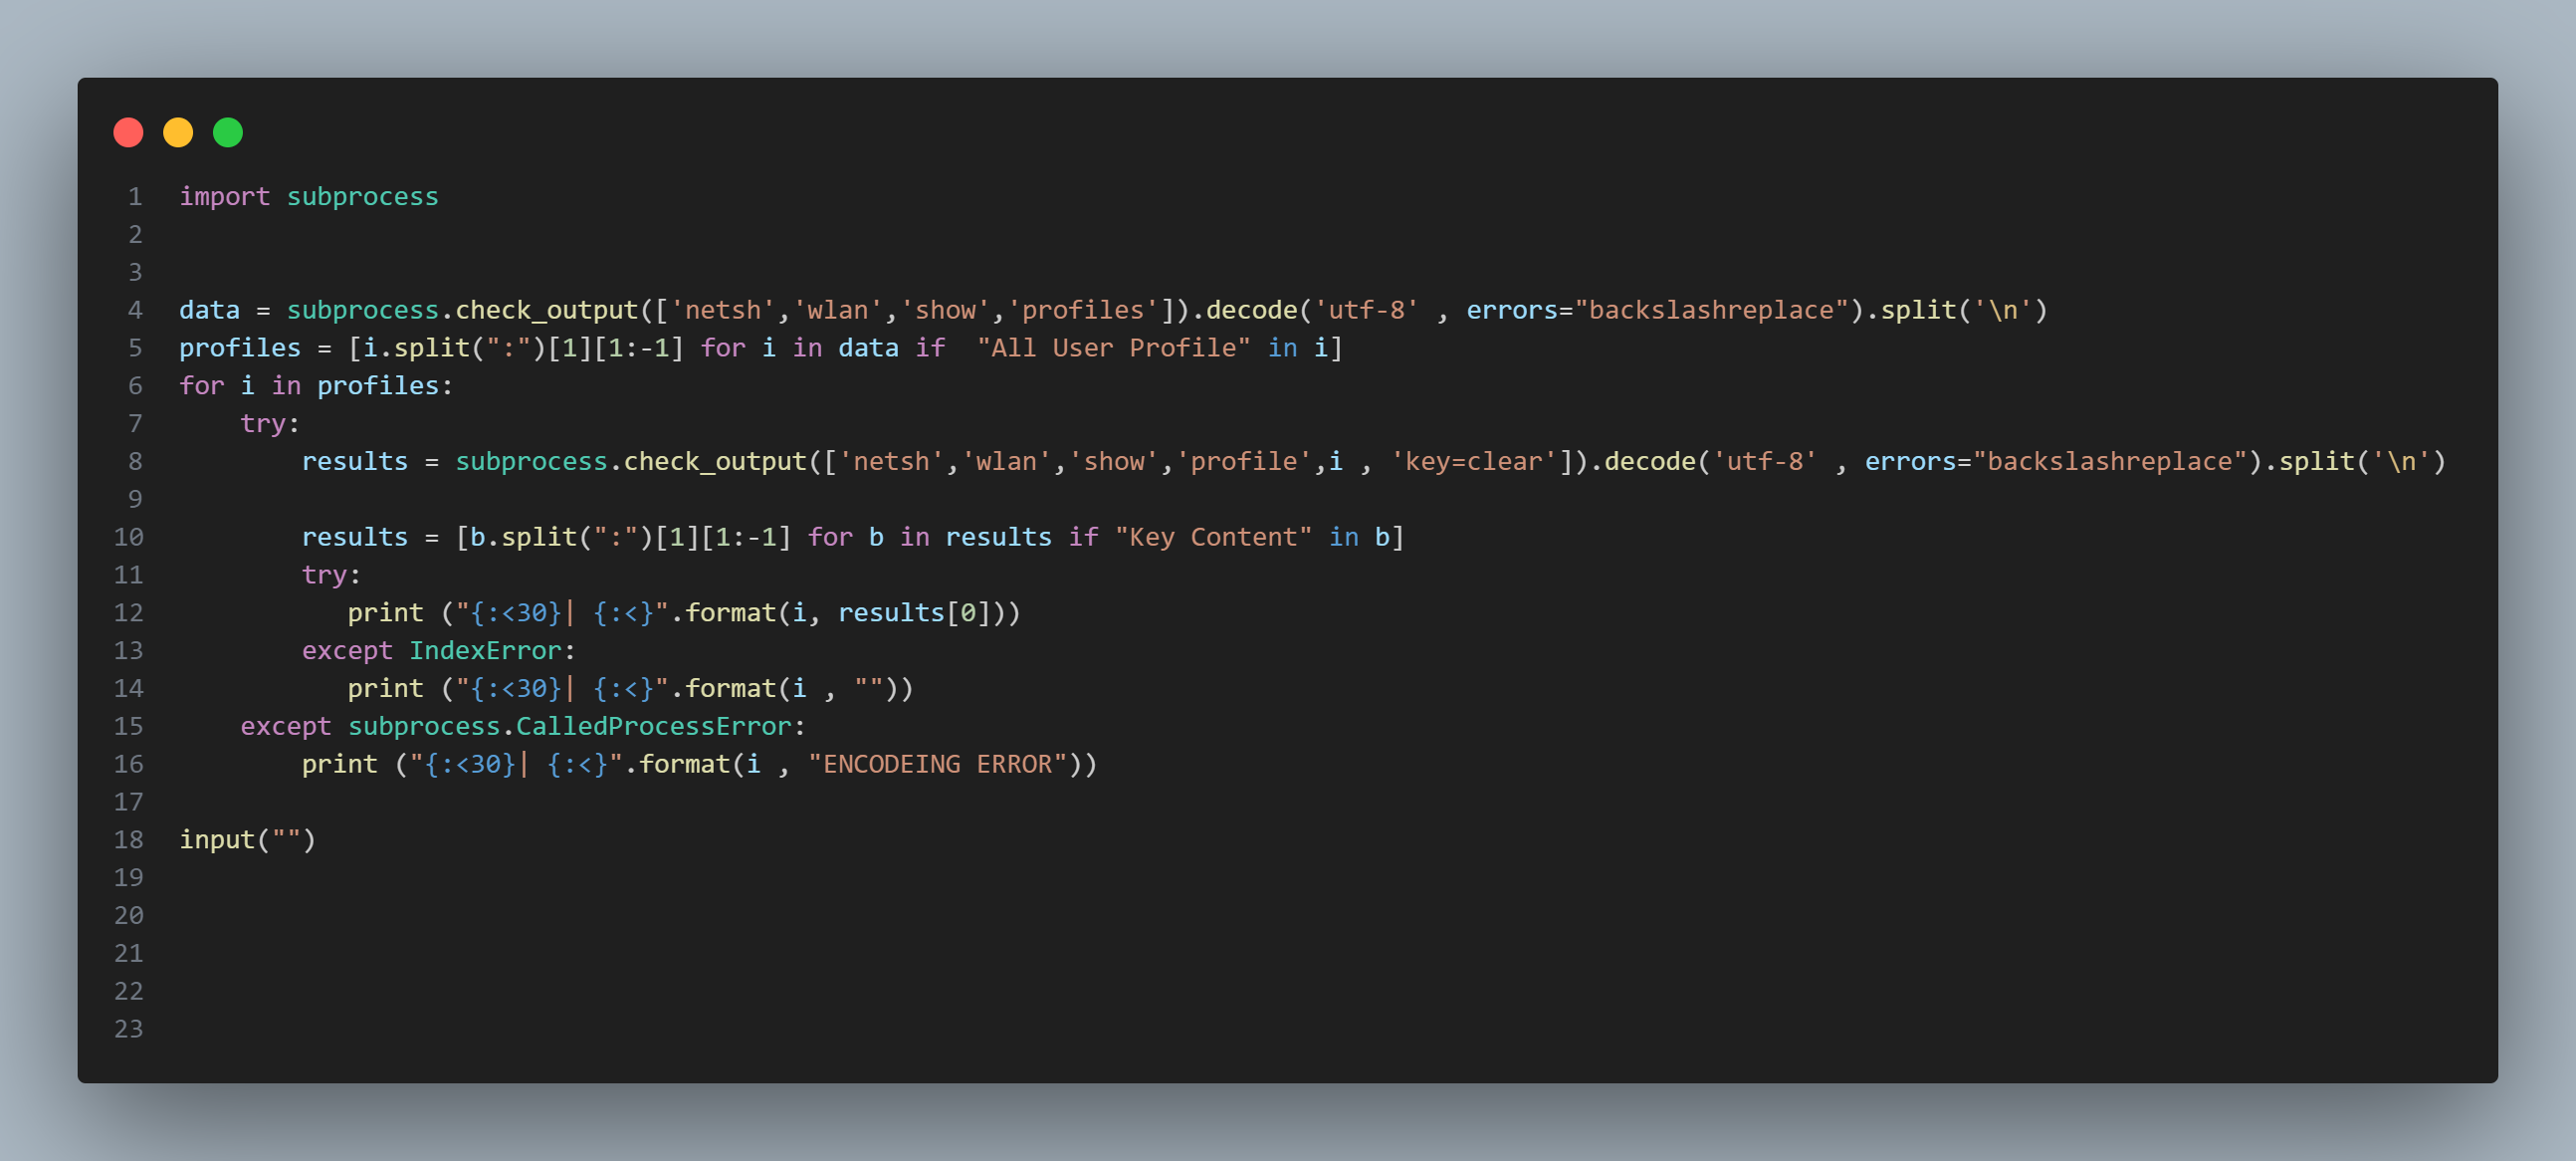 1 import subprocess
2
3
4 data = subprocess.check_output(['netsh','wlan','show','profiles']).decode('utf-8' , errors="backslashreplace").split('\n')
5 profiles = [i.split(":")[1][1:-1] for i in data if  "All User Profile" in i]
6 for i in profiles:
7     try:
8         results = subprocess.check_output(['netsh','wlan','show','profile',i , 'key=clear']).decode('utf-8' , errors="backslashreplace").split('\n')
9
10         results = [b.split(":")[1][1:-1] for b in results if "Key Content" in b]
11         try:
12            print ("{:<30}| {:<}".format(i, results[0]))
13         except IndexError:
14            print ("{:<30}| {:<}".format(i , ""))
15     except subprocess.CalledProcessError:
16         print ("{:<30}| {:<}".format(i , "ENCODEING ERROR"))
17
18 input("")
19
20
21
22
23